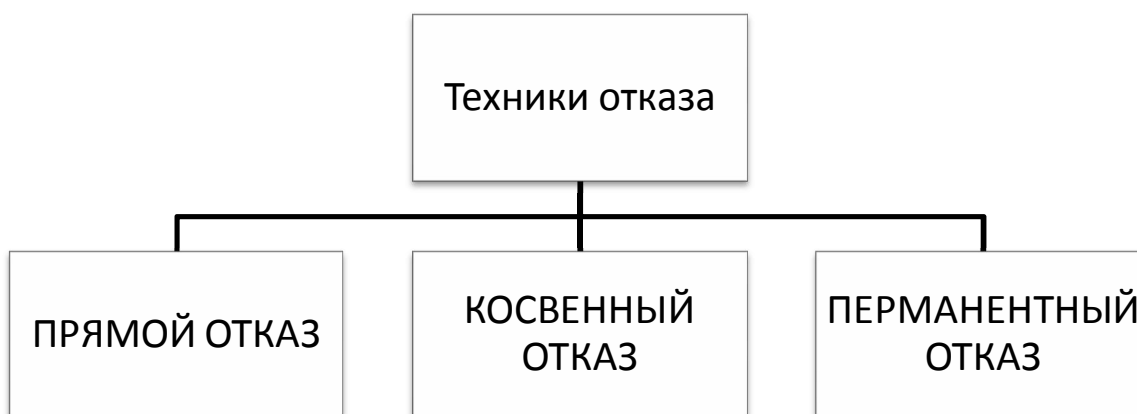 Техники отказа
ПРЯМОЙ ОТКАЗ
КОСВЕННЫЙ
ОТКАЗ
ПЕРМАНЕНТНЫЙ
ОТКАЗ